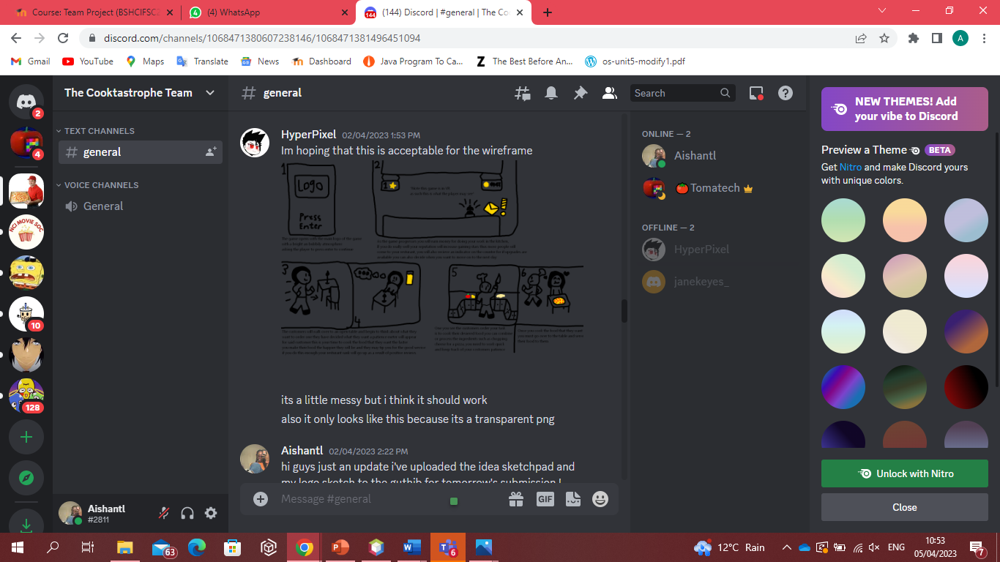 Course: Team Project (BSHCIFSC2
(4) WhatsApp
(144) Discord | #general | The Co
discord.com/channels/1068471380607238146/1068471381496451094
A
Gmail
YouTube
Maps
Translate
News
Dashboard
Java Program To Ca...
The Best Before An...
os-unit5-modify1.pdf
The Cooktastrophe Team
general
Search
2
4
NCI MOVIE SOC
10
128
TEXT CHANNELS
general
VOICE CHANNELS
General
HyperPixel 02/04/2023 1:53 PM
Im hoping that this is acceptable for the wireframe
1
Logo
Press
Enter
2
1
3
4
5
6
its a little messy but i think it should work
also it only looks like this because its a transparent png
Aishantl 02/04/2023 2:22 PM
hi guys just an update i've uploaded the idea sketchpad and
my logo sketch to the guthib for tomorrow's submission !
Message #general
GIF
ONLINE — 2
Aishantl
Tomatech
OFFLINE — 2
HyperPixel
janekeyes_
NEW THEMES! Add
your vibe to Discord
Preview a Theme BETA
Get Nitro and make Discord yours
with unique colors.
Unlock with Nitro
Close
Aishantl
#2811
63
6
12°C Rain
ENG
10:53
05/04/2023
7